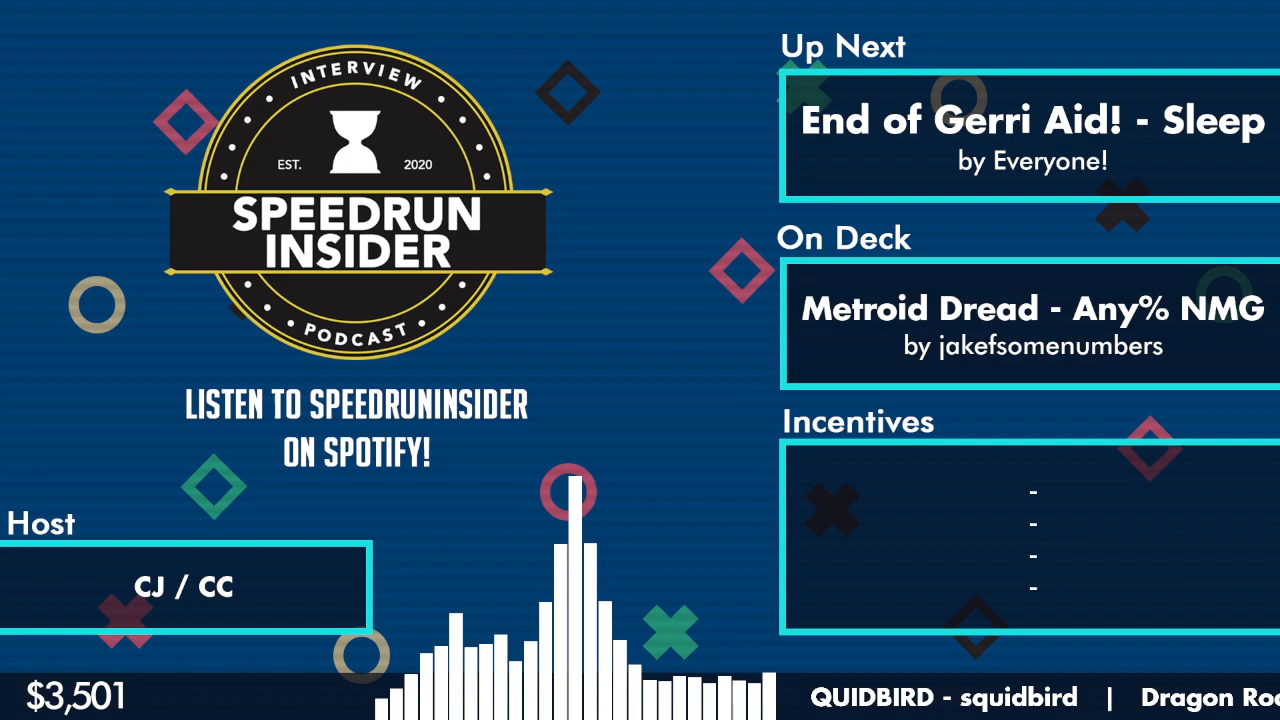 INTERVIEW
EST. 2020
SPEEDRUN
INSIDER
PODCAST
LISTEN TO SPEEDRUNINSIDER
ON SPOTIFY!
Host
CJ / CC
$3,501
Up Next
End of Gerri Aid! - Sleep
by Everyone!
On Deck
Metroid Dread - Any% NMG
by jakefsomenumbers
Incentives
-
-
-
-
QUIDBIRD - squidbird | Dragon